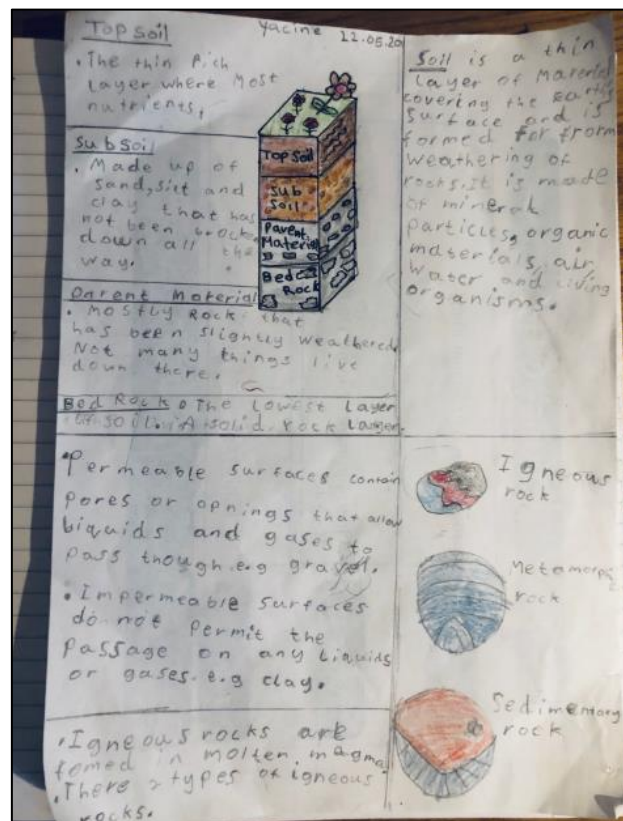 Top soil
Yacine 22.05.20
• The thin Rich
layer where Most
nutrients,
Sub soil
• Made up of
sand, silt and
clay that has
not been brocke
down all the
way.
Parent Material
• Mostly Rock that
has been slightly weathered.
Not many things live
down there.
Bed Rock • The lowest layer
of soil. A solid rock layer.
Top Soil
Sub
Soil
Parent
Material
Bed
Rock
Soil is a thin
layer of Material
covering the Earths
surface and is
formed for from
weathering of
rocks. It is made
of mineral
particles, organic
materials, air
water and living
organisms.
• Permeable surfaces contain
pores or opnings that allow
liquids and gases to
pass though e.g gravel.
• Impermeable surfaces
do not permit the
passage on any liquids
or gases e.g clay.
• Igneous rocks are
fomed in molten magma
• There 2 types of igneous
rocks.
Igneous
rock
Metamorphic
rock
Sedimentary
rock